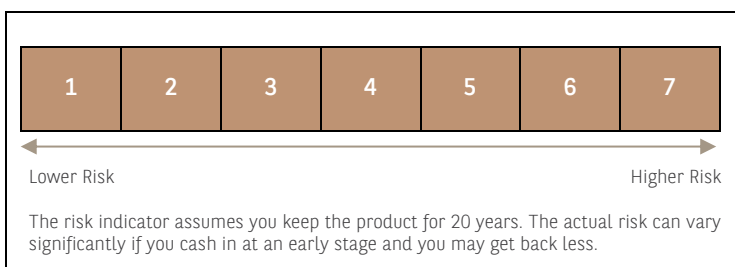 1 2 3 4 5 6 7
Lower Risk Higher Risk
The risk indicator assumes you keep the product for 20 years. The actual risk can vary
significantly if you cash in at an early stage and you may get back less.